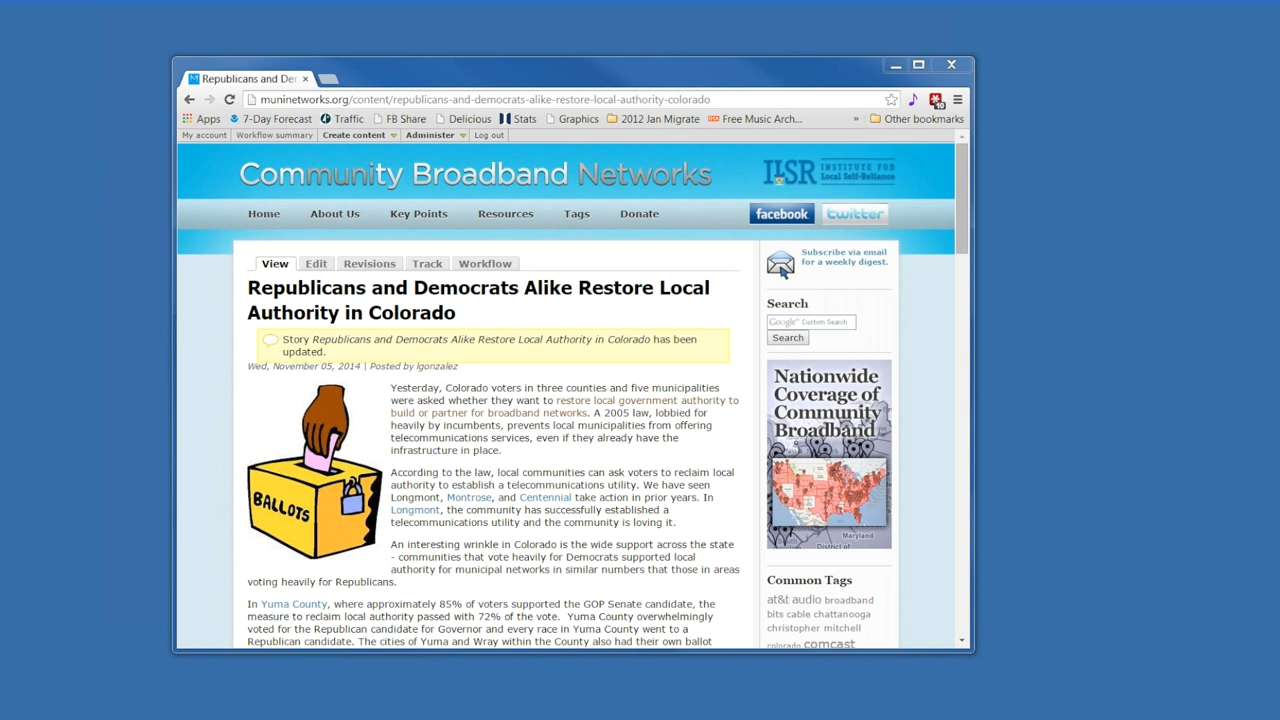 Republicans and Der
muninetworks.org/content/republicans-and-democrats-alike-restore-local-authority-colorado
Apps 7-Day Forecast Traffic FB Share Delicious Stats Graphics 2012 Jan Migrate Free Music Arch... » Other bookmarks
My account Workflow summary Create content Administer Log out
Community Broadband Networks
ILSR INSTITUTE FOR
Local Self-Reliance
Home About Us Key Points Resources Tags Donate facebook twitter
View Edit Revisions Track Workflow
Republicans and Democrats Alike Restore Local
Authority in Colorado
Story Republicans and Democrats Alike Restore Local Authority in Colorado has been
updated.
Wed, November 05, 2014 | Posted by lgonzalez
BALLOTS
Yesterday, Colorado voters in three counties and five municipalities
were asked whether they want to restore local government authority to
build or partner for broadband networks. A 2005 law, lobbied for
heavily by incumbents, prevents local municipalities from offering
telecommunications services, even if they already have the
infrastructure in place.
According to the law, local communities can ask voters to reclaim local
authority to establish a telecommunications utility. We have seen
Longmont, Montrose, and Centennial take action in prior years. In
Longmont, the community has successfully established a
telecommunications utility and the community is loving it.
An interesting wrinkle in Colorado is the wide support across the state
- communities that vote heavily for Democrats supported local
authority for municipal networks in similar numbers that those in areas
voting heavily for Republicans.
In Yuma County, where approximately 85% of voters supported the GOP Senate candidate, the
measure to reclaim local authority passed with 72% of the vote. Yuma County overwhelmingly
voted for the Republican candidate for Governor and every race in Yuma County went to a
Republican candidate. The cities of Yuma and Wray within the County also had their own ballot
Subscribe via email
for a weekly digest.
Search
Google™ Custom Search
Search
Nationwide
Coverage of
Community
Broadband
Maryland
District of
Common Tags
at&t audio broadband
bits cable chattanooga
christopher mitchell
colorado comcast